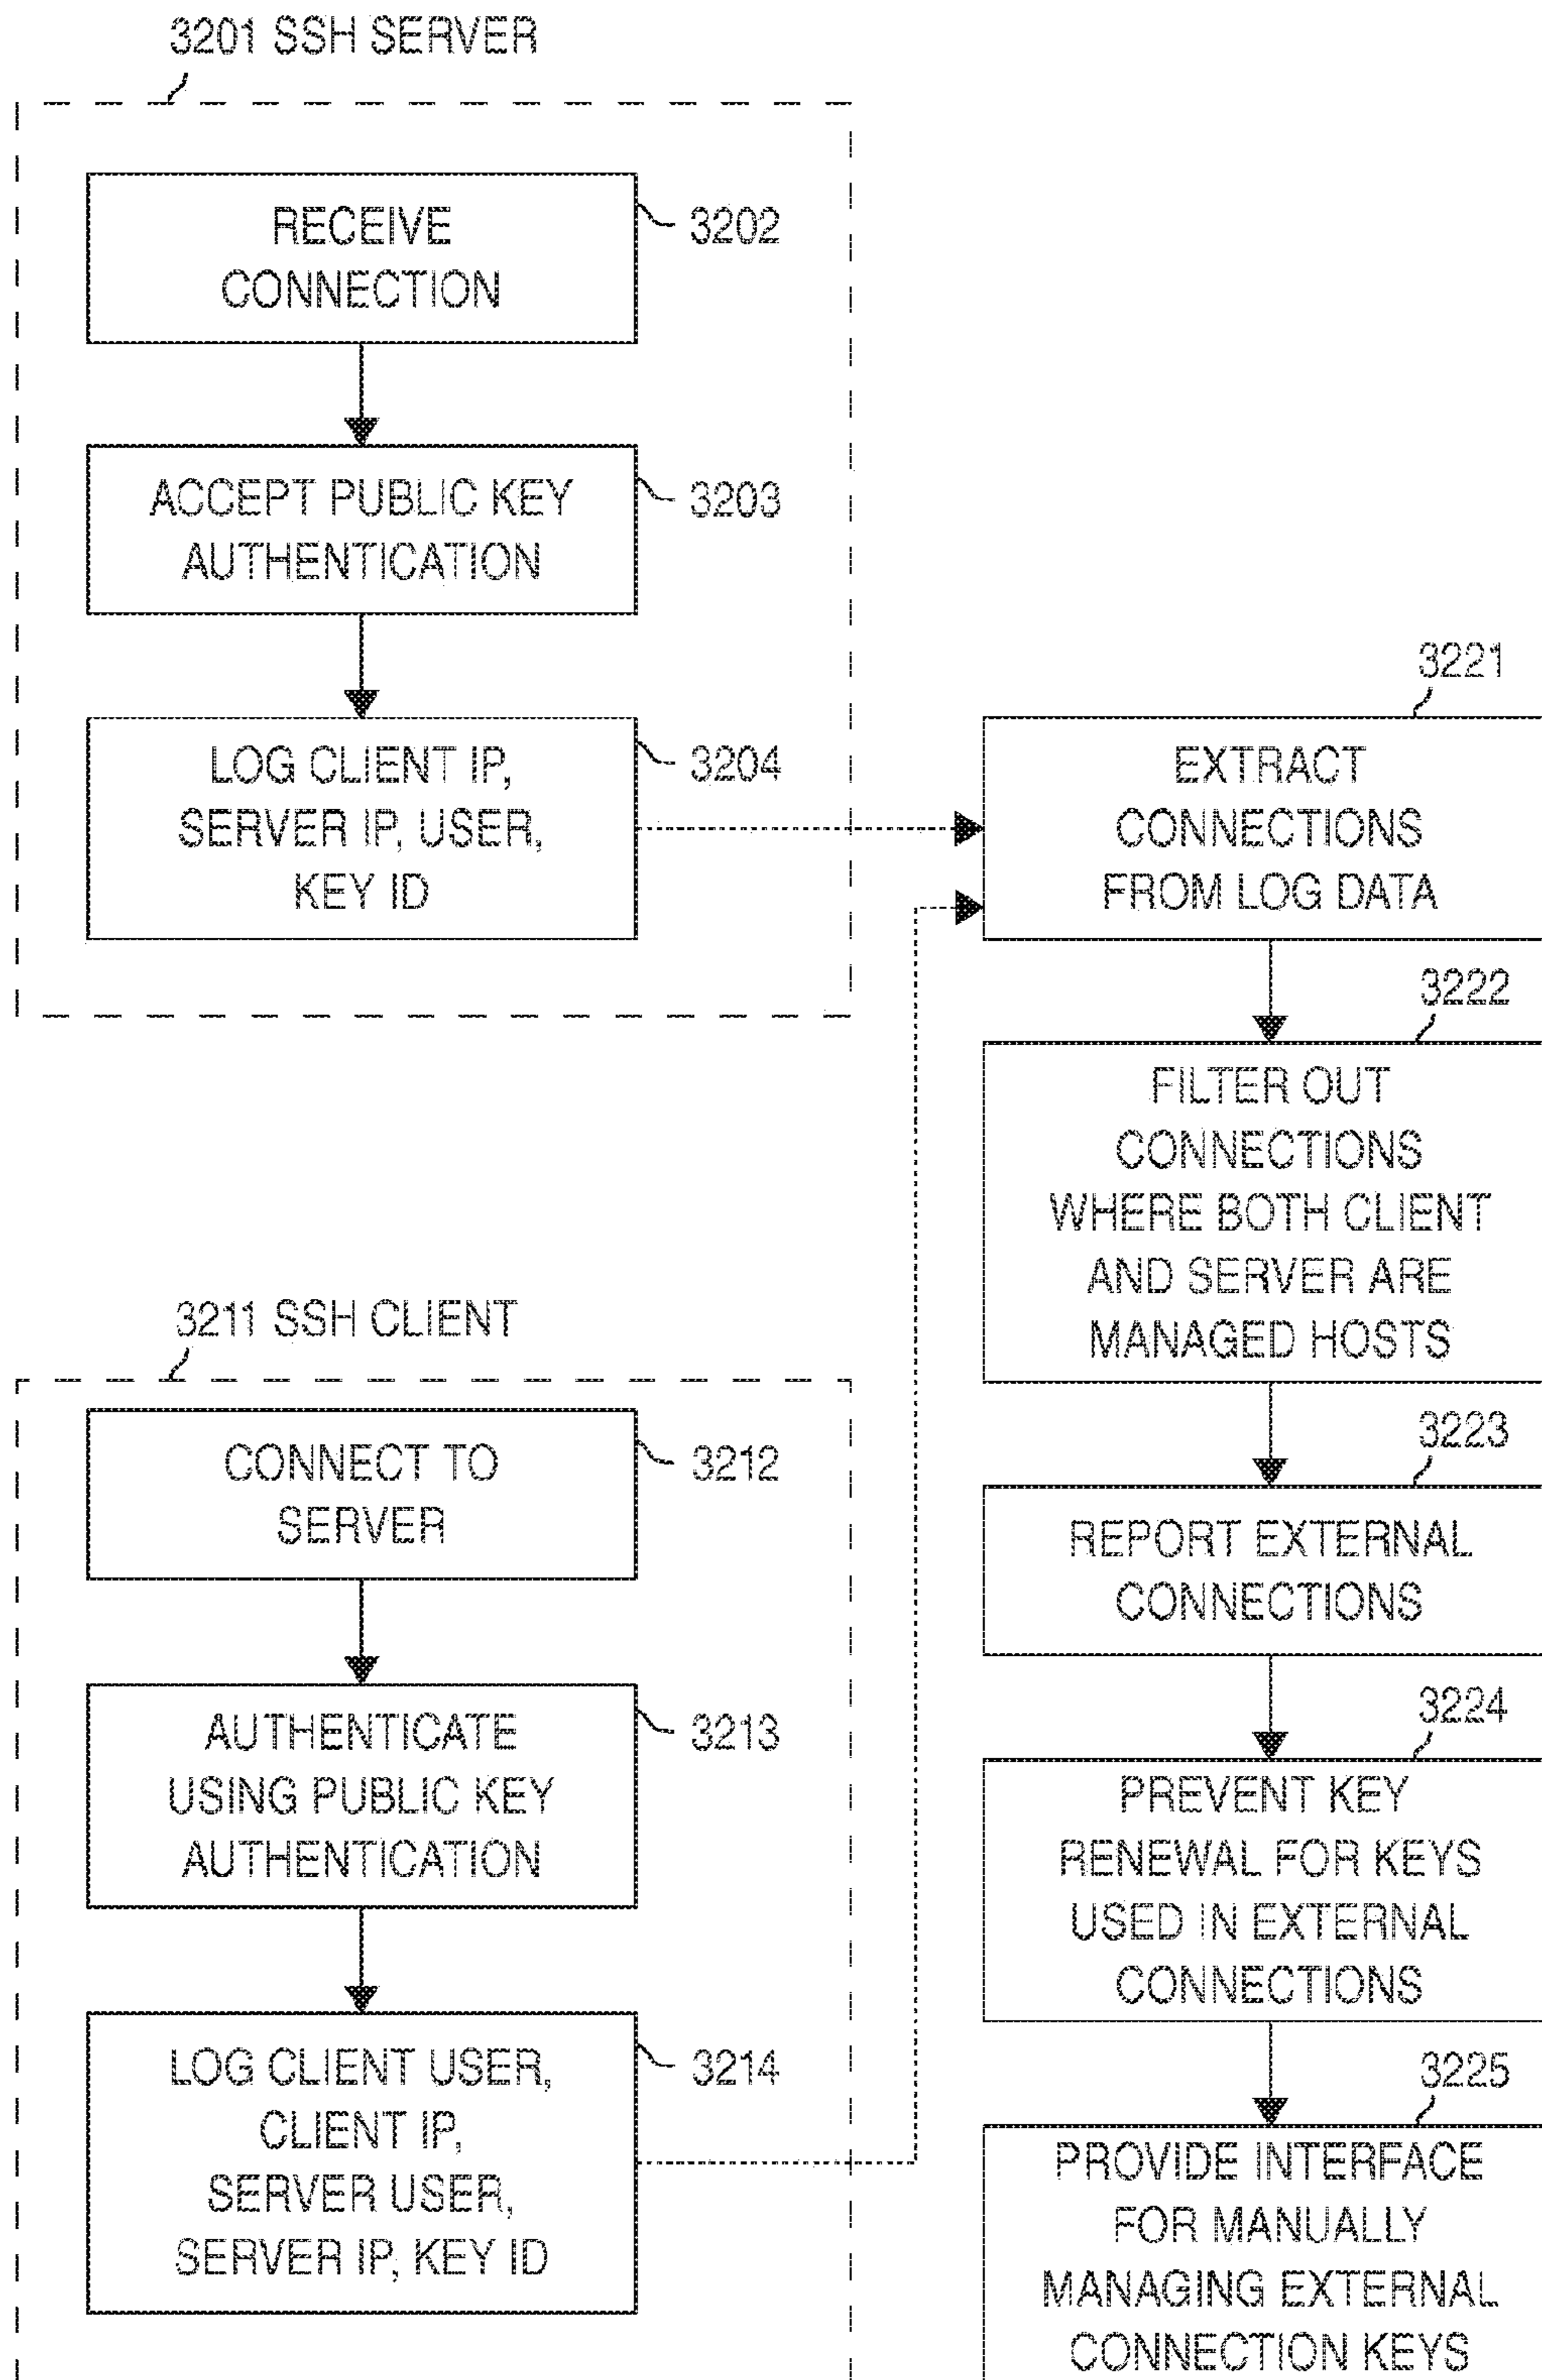 3201 SSH SERVER
RECEIVE
CONNECTION
3202
ACCEPT PUBLIC KEY
AUTHENTICATION
3203
LOG CLIENT IP,
SERVER IP, USER,
KEY ID
3204
3211 SSH CLIENT
CONNECT TO
SERVER
3212
AUTHENTICATE
USING PUBLIC KEY
AUTHENTICATION
3213
LOG CLIENT USER,
CLIENT IP,
SERVER USER,
SERVER IP, KEY ID
3214
3221
EXTRACT
CONNECTIONS
FROM LOG DATA
3222
FILTER OUT
CONNECTIONS
WHERE BOTH CLIENT
AND SERVER ARE
MANAGED HOSTS
3223
REPORT EXTERNAL
CONNECTIONS
3224
PREVENT KEY
RENEWAL FOR KEYS
USED IN EXTERNAL
CONNECTIONS
3225
PROVIDE INTERFACE
FOR MANUALLY
MANAGING EXTERNAL
CONNECTION KEYS